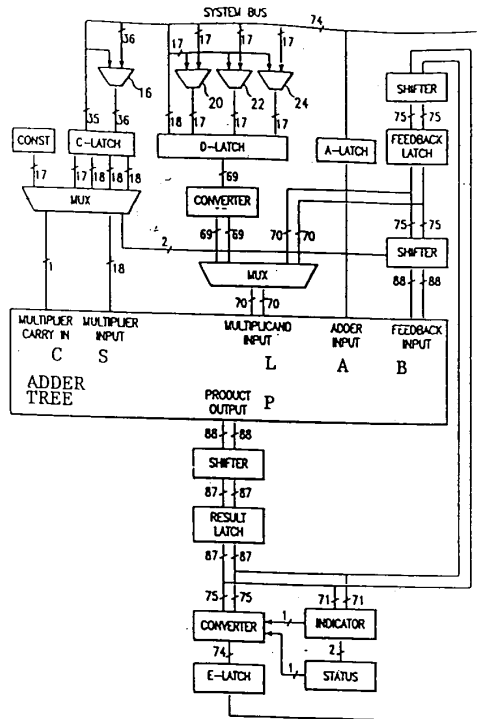 SYSTEM BUS
74
36
17
17
17
17
16
20
22
24
SHIFTER
35
36
18
17
17
17
75
75
CONST
C-LATCH
D-LATCH
A-LATCH
FEEDBACK
LATCH
17
17
18
18
18
69
MUX
CONVERTER
75
75
2
69
69
70
70
SHIFTER
MUX
88
88
1
18
70
70
MULTIPLIER
CARRY IN
MULTIPLIER
INPUT
MULTIPLICAND
INPUT
ADDER
INPUT
FEEDBACK
INPUT
C
S
L
A
B
ADDER
TREE
PRODUCT
OUTPUT
P
88
88
SHIFTER
87
87
RESULT
LATCH
87
87
75
75
71
71
CONVERTER
1
INDICATOR
74
2
1
E-LATCH
STATUS